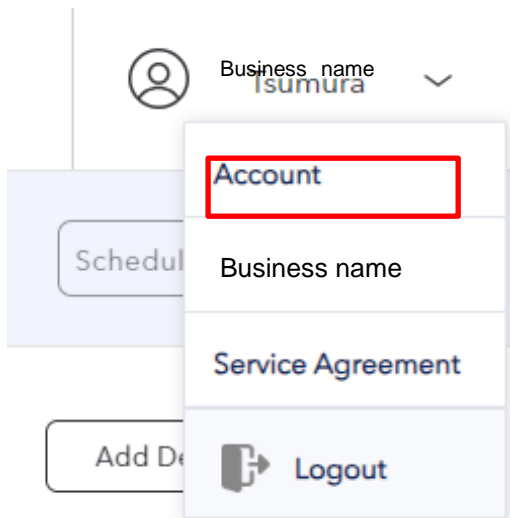 Business name
Tsumura
Account
Schedul
Business name
Service Agreement
Add De
Logout